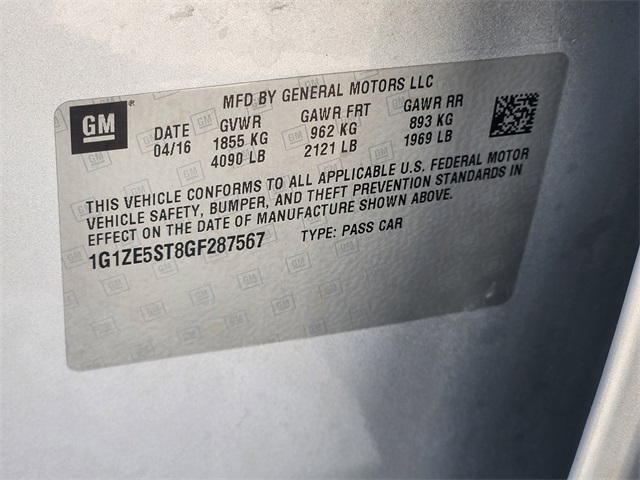 GM
MFD BY GENERAL MOTORS LLC
DATE GVWR GAWR FRT GAWR RR
04/16 1855 KG 962 KG 893 KG
4090 LB 2121 LB 1969 LB
THIS VEHICLE CONFORMS TO ALL APPLICABLE U.S. FEDERAL MOTOR
VEHICLE SAFETY, BUMPER, AND THEFT PREVENTION STANDARDS IN
EFFECT ON THE DATE OF MANUFACTURE SHOWN ABOVE.
1G1ZE5ST8GF287567 TYPE: PASS CAR